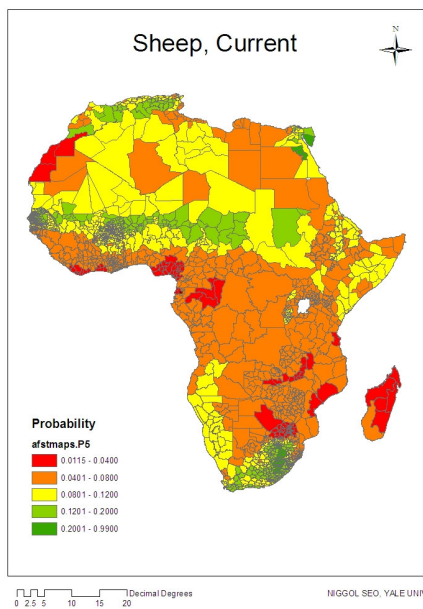 Sheep, Current
N
Probability
afstmaps.P5
0.0115 - 0.0400
0.0401 - 0.0800
0.0801 - 0.1200
0.1201 - 0.2000
0.2001 - 0.9900
0 2.5 5 10 15 20 Decimal Degrees
NIGGOL SEO, YALE UNI